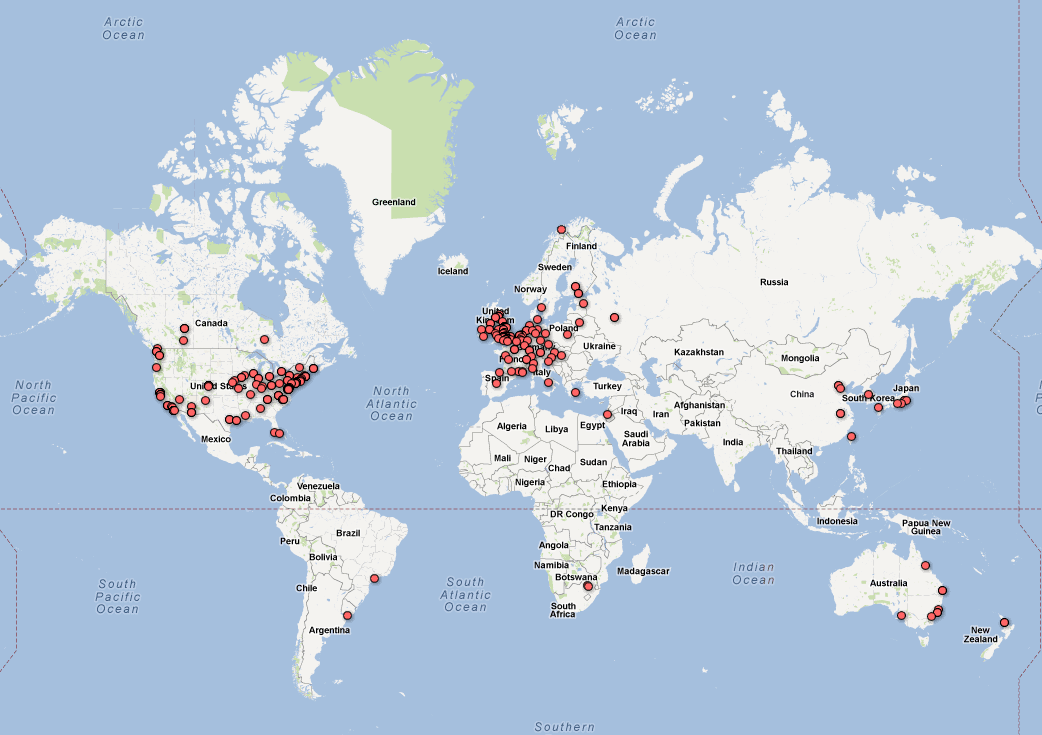 Arctic
Ocean
Arctic
Ocean
Greenland
Iceland
Finland
Sweden
Norway
Russia
United
Kingdom
Canada
Poland
Ukraine
Kazakhstan
Mongolia
Italy
Spain
Turkey
United States
North
Pacific
Ocean
North
Atlantic
Ocean
China
Japan
South Korea
Afghanistan
Iraq
Iran
Pakistan
Mexico
Algeria
Libya
Egypt
Saudi
Arabia
India
Thailand
Mali
Niger
Chad
Sudan
Nigeria
Ethiopia
Venezuela
Colombia
Kenya
DR Congo
Tanzania
Indonesia
Papua New
Guinea
Peru
Brazil
Bolivia
Angola
Namibia
Botswana
Madagascar
Indian
Ocean
Australia
South
Pacific
Ocean
Chile
South
Atlantic
Ocean
South
Africa
Argentina
New
Zealand
Southern